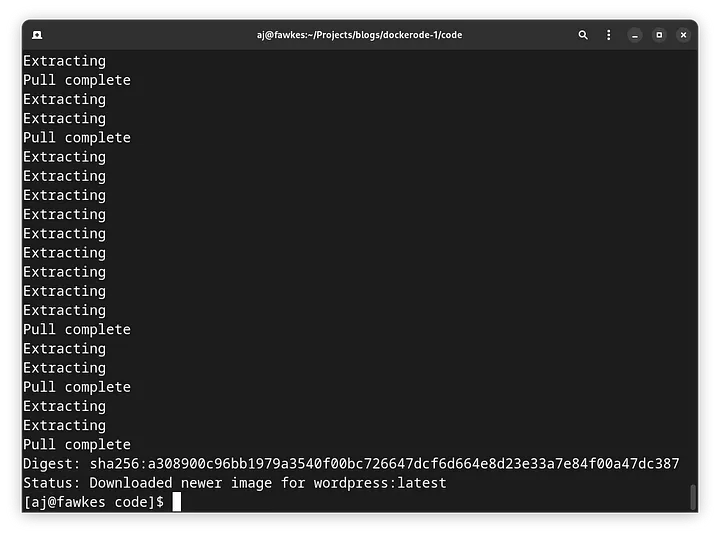 aj@fawkes:~/Projects/blogs/dockerode-1/code
Extracting
Pull complete
Extracting
Extracting
Pull complete
Extracting
Extracting
Extracting
Extracting
Extracting
Extracting
Extracting
Extracting
Extracting
Pull complete
Extracting
Extracting
Pull complete
Extracting
Extracting
Pull complete
Digest: sha256:a308900c96bb1979a3540f00bc726647dcf6d664e8d23e33a7e84f00a47dc387
Status: Downloaded newer image for wordpress:latest
[aj@fawkes code]$